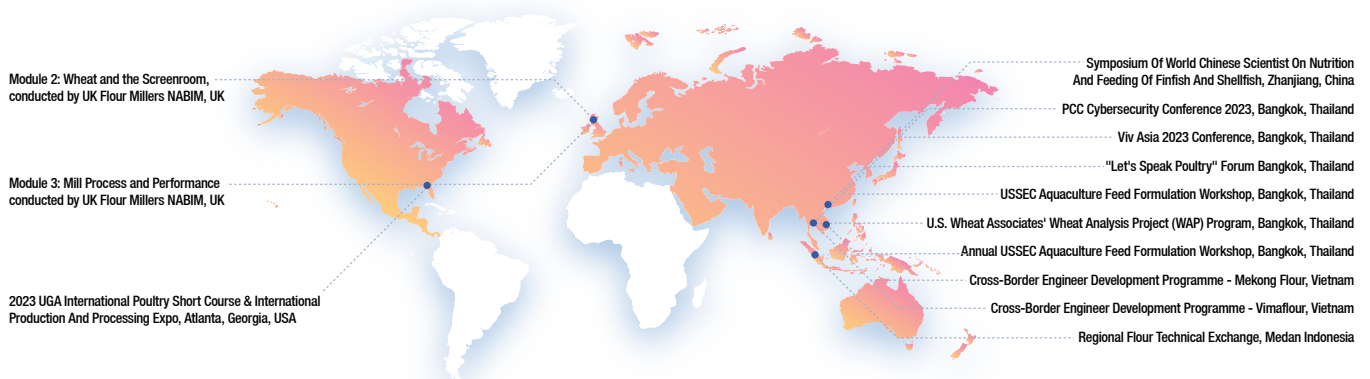 Module 2: Wheat and the Screenroom,
conducted by UK Flour Millers NABIM, UK
Module 3: Mill Process and Performance
conducted by UK Flour Millers NABIM, UK
2023 UGA International Poultry Short Course & International
Production And Processing Expo, Atlanta, Georgia, USA
Symposium Of World Chinese Scientist On Nutrition
And Feeding Of Finfish And Shellfish, Zhanjiang, China
PCC Cybersecurity Conference 2023, Bangkok, Thailand
Viv Asia 2023 Conference, Bangkok, Thailand
"Let's Speak Poultry" Forum Bangkok, Thailand
USSEC Aquaculture Feed Formulation Workshop, Bangkok, Thailand
U.S. Wheat Associates' Wheat Analysis Project (WAP) Program, Bangkok, Thailand
Annual USSEC Aquaculture Feed Formulation Workshop, Bangkok, Thailand
Cross-Border Engineer Development Programme - Mekong Flour, Vietnam
Cross-Border Engineer Development Programme - Vimaflour, Vietnam
Regional Flour Technical Exchange, Medan Indonesia